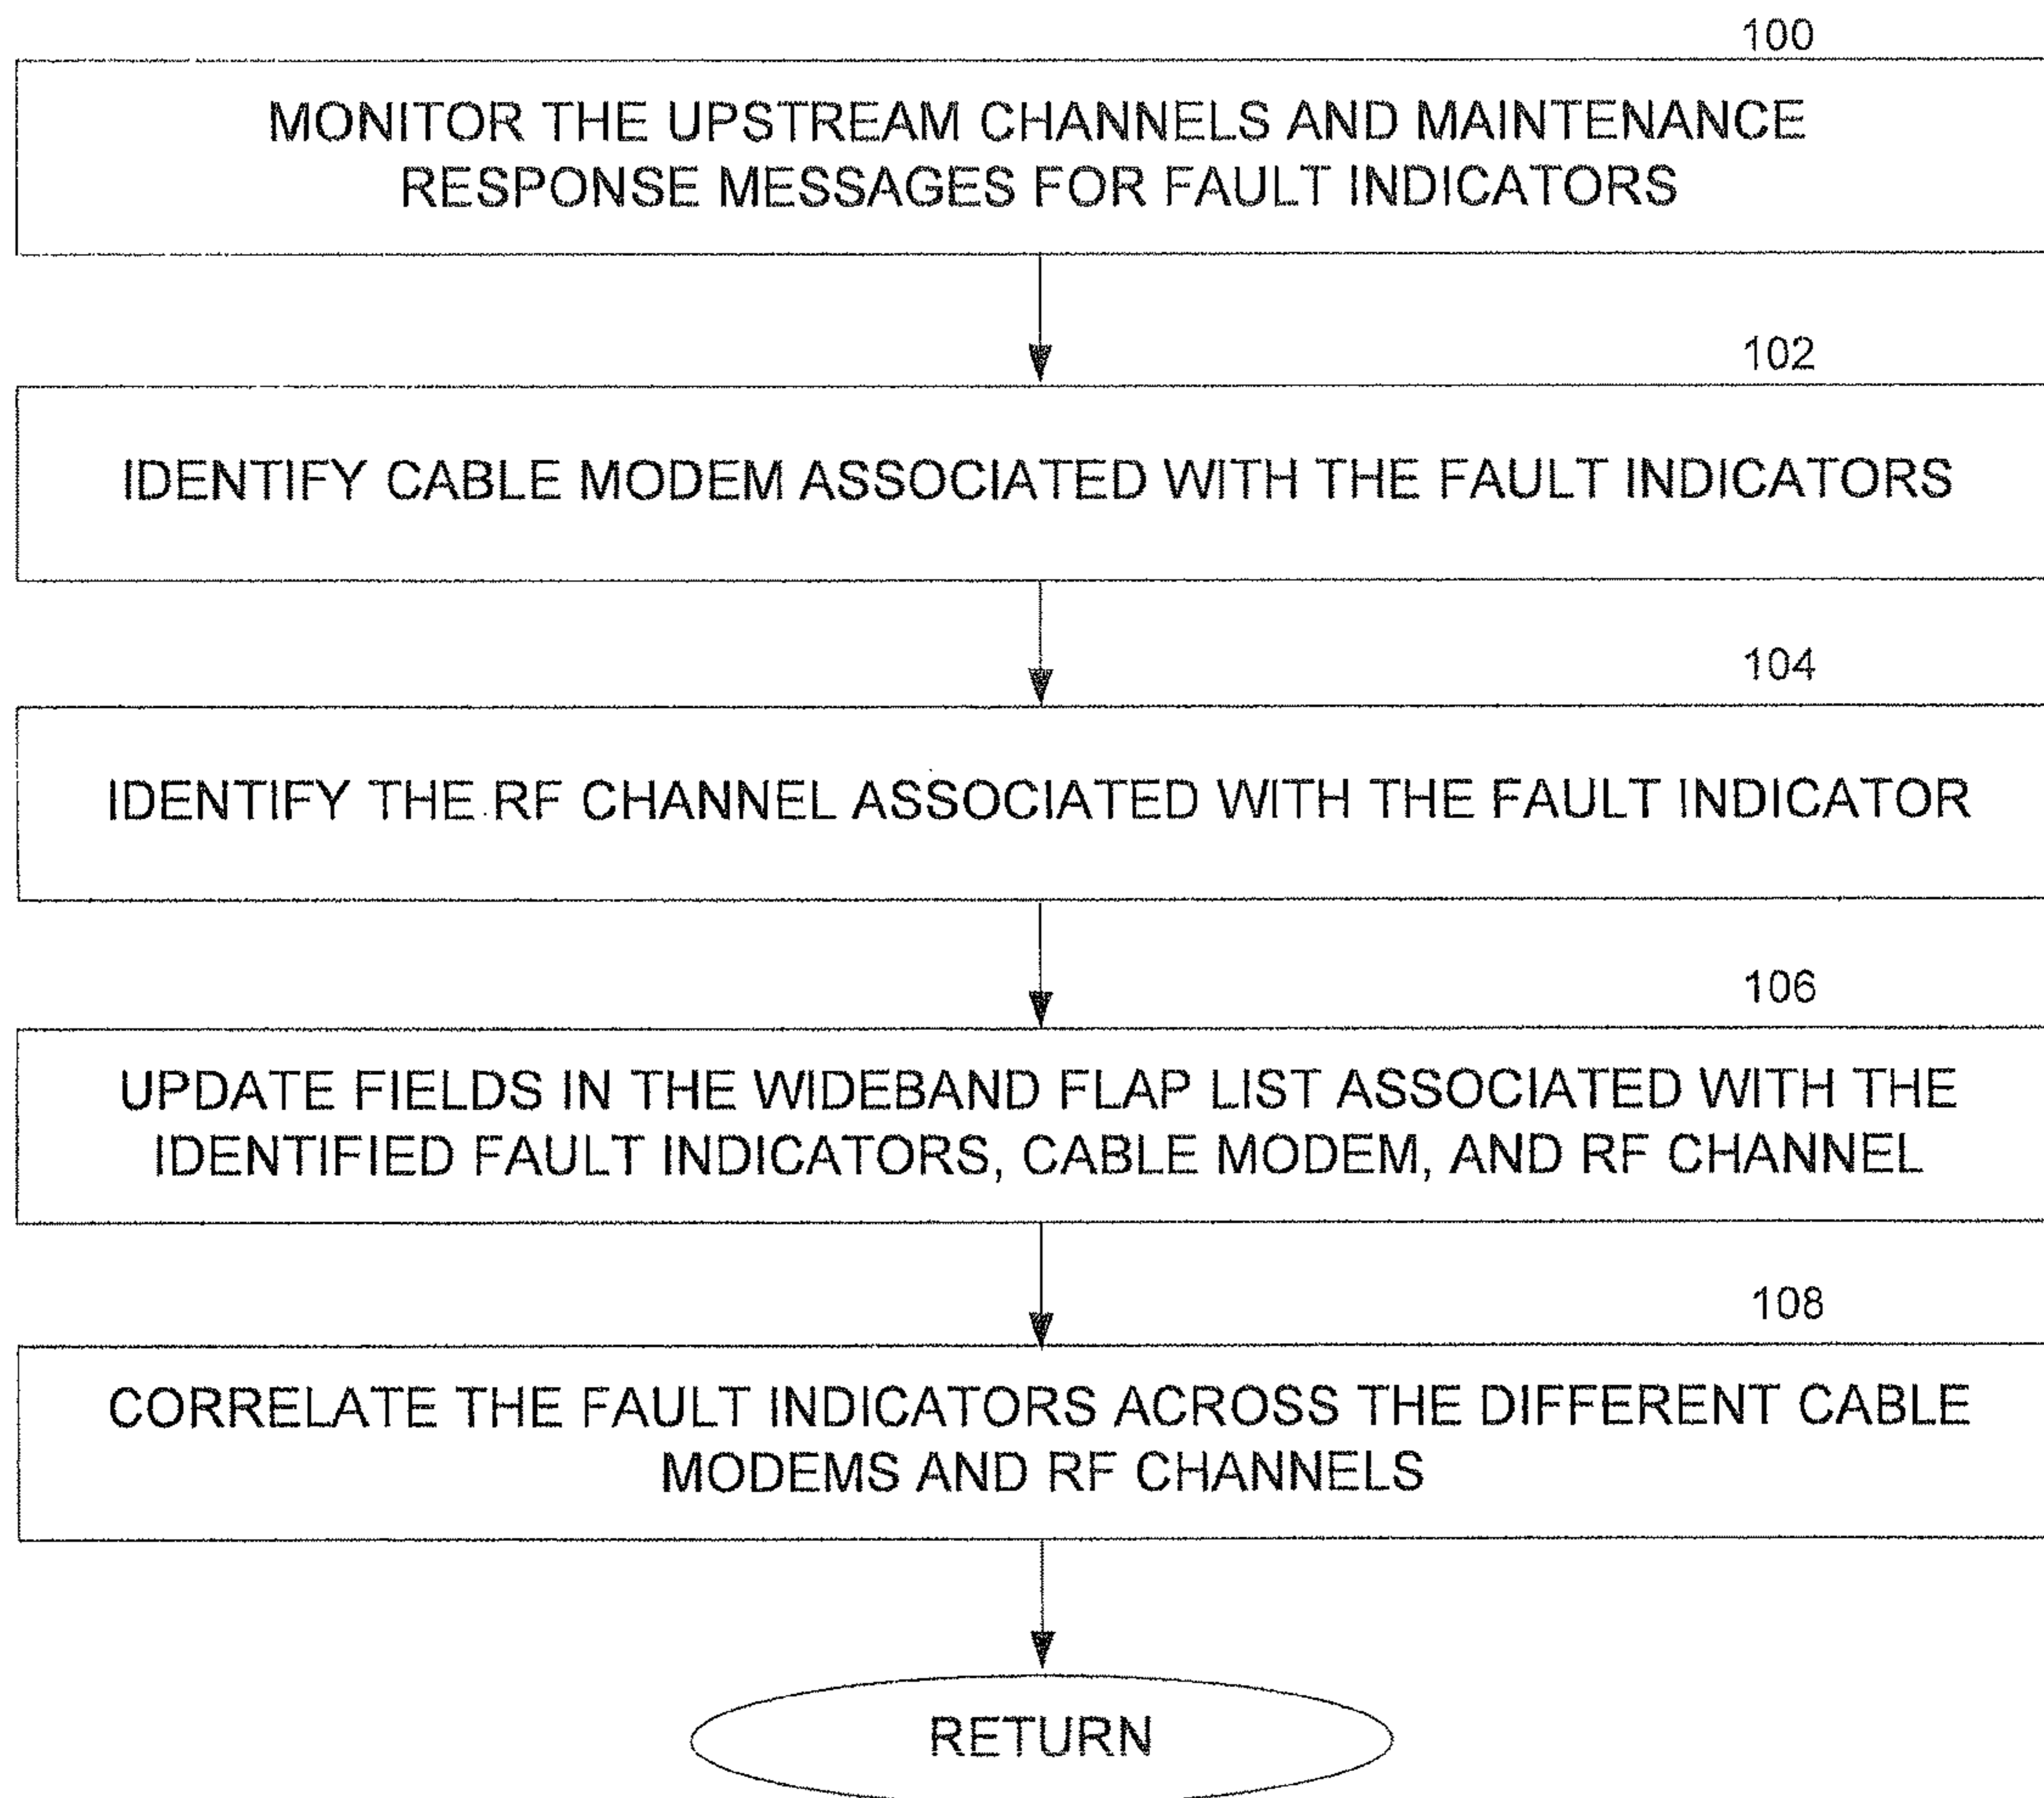 100
MONITOR THE UPSTREAM CHANNELS AND MAINTENANCE
RESPONSE MESSAGES FOR FAULT INDICATORS
102
IDENTIFY CABLE MODEM ASSOCIATED WITH THE FAULT INDICATORS
104
IDENTIFY THE RF CHANNEL ASSOCIATED WITH THE FAULT INDICATOR
106
UPDATE FIELDS IN THE WIDEBAND FLAP LIST ASSOCIATED WITH THE
IDENTIFIED FAULT INDICATORS, CABLE MODEM, AND RF CHANNEL
108
CORRELATE THE FAULT INDICATORS ACROSS THE DIFFERENT CABLE
MODEMS AND RF CHANNELS
RETURN